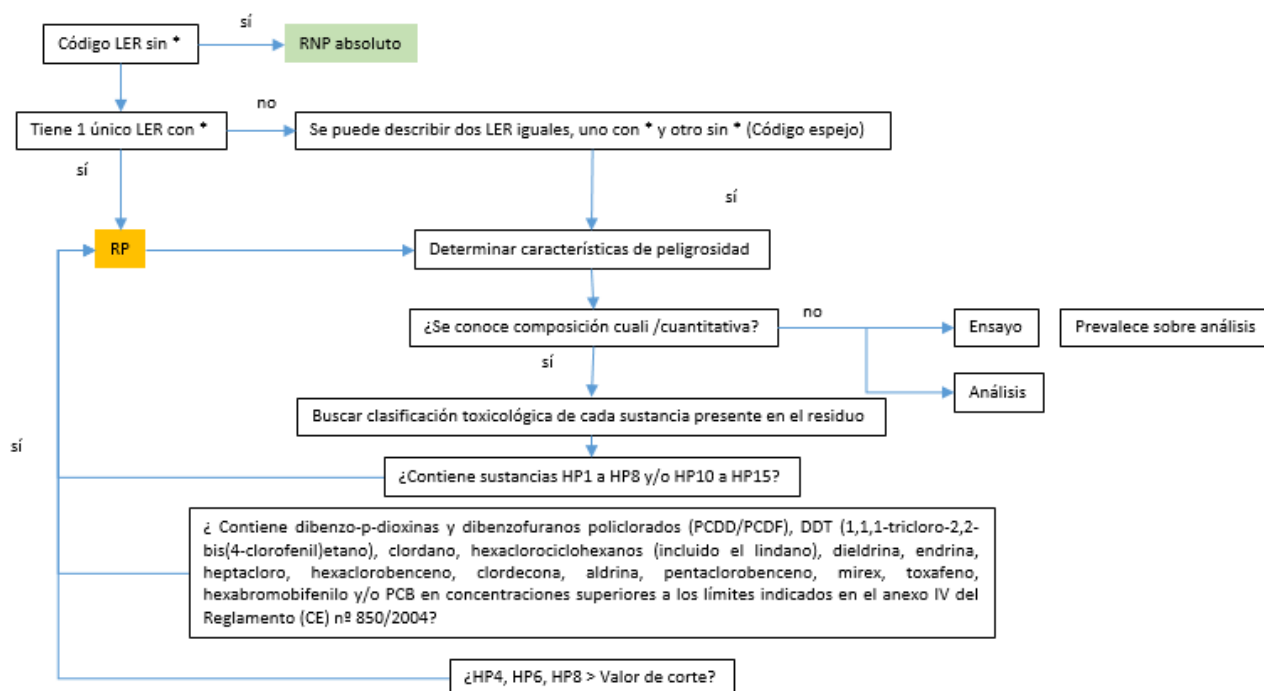 sí
Código LER sin *
RNP absoluto
no
Tiene 1 único LER con *
Se puede describir dos LER iguales, uno con * y otro sin * (Código espejo)
sí
sí
RP
Determinar características de peligrosidad
¿Se conoce composición cuali /cuantitativa?
no
Ensayo
Prevalece sobre análisis
sí
Análisis
Buscar clasificación toxicológica de cada sustancia presente en el residuo
sí
¿Contiene sustancias HP1 a HP8 y/o HP10 a HP15?
¿ Contiene dibenzo-p-dioxinas y dibenzofuranos policlorados (PCDD/PCDF), DDT (1,1,1-tricloro-2,2-
bis(4-clorofenil)etano), clordano, hexaclorociclohexanos (incluido el lindano), dieldrina, endrina,
heptacloro, hexaclorobenceno, clordecona, aldrina, pentaclorobenceno, mirex, toxafeno,
hexabromobifenilo y/o PCB en concentraciones superiores a los límites indicados en el anexo IV del
Reglamento (CE) nº 850/2004?
¿HP4, HP6, HP8 > Valor de corte?